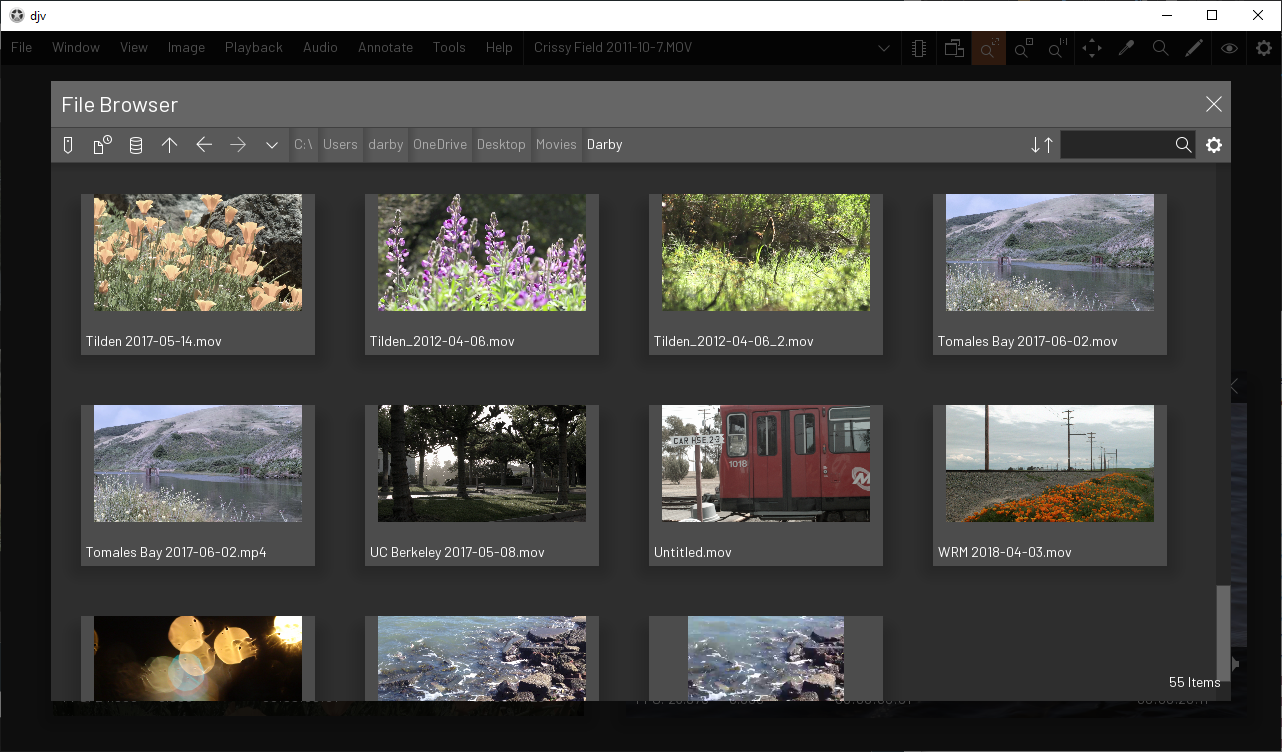 djv
File Window View Image Playback Audio Annotate Tools Help Crissy Field 2011-10-7.MOV
File Browser
C:\ Users darby OneDrive Desktop Movies Darby
Tilden 2017-05-14.mov Tilden_2012-04-06.mov Tilden_2012-04-06_2.mov Tomales Bay 2017-06-02.mov
CAR HSE.2-3
1018
Tomales Bay 2017-06-02.mp4 UC Berkeley 2017-05-08.mov Untitled.mov WRM 2018-04-03.mov
55 Items